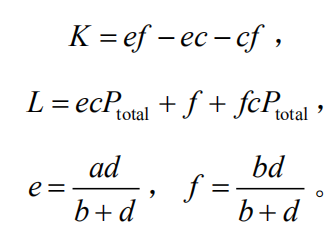 K = ef − ec − cf ，
L = ecP_total + f + fcP_total ，
e = ad/(b + d) ， f = bd/(b + d) 。